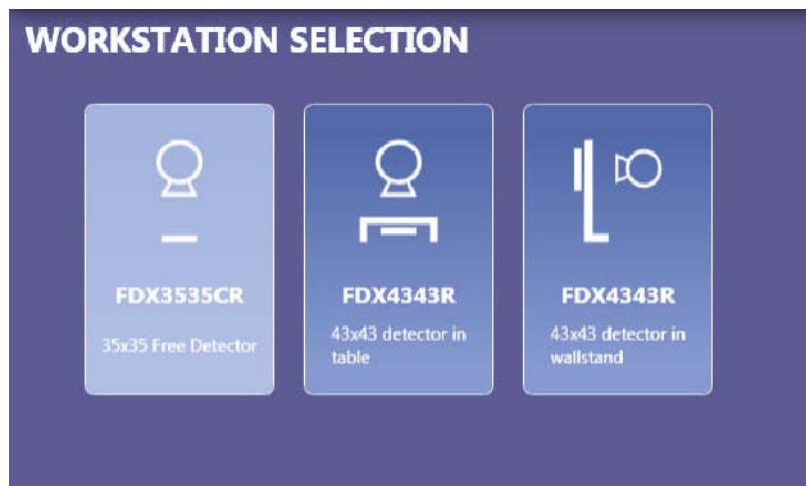 WORKSTATION SELECTION
FDX3535CR
35x35 Free Detector
FDX4343R
43x43 detector in
table
FDX4343R
43x43 detector in
wallstand